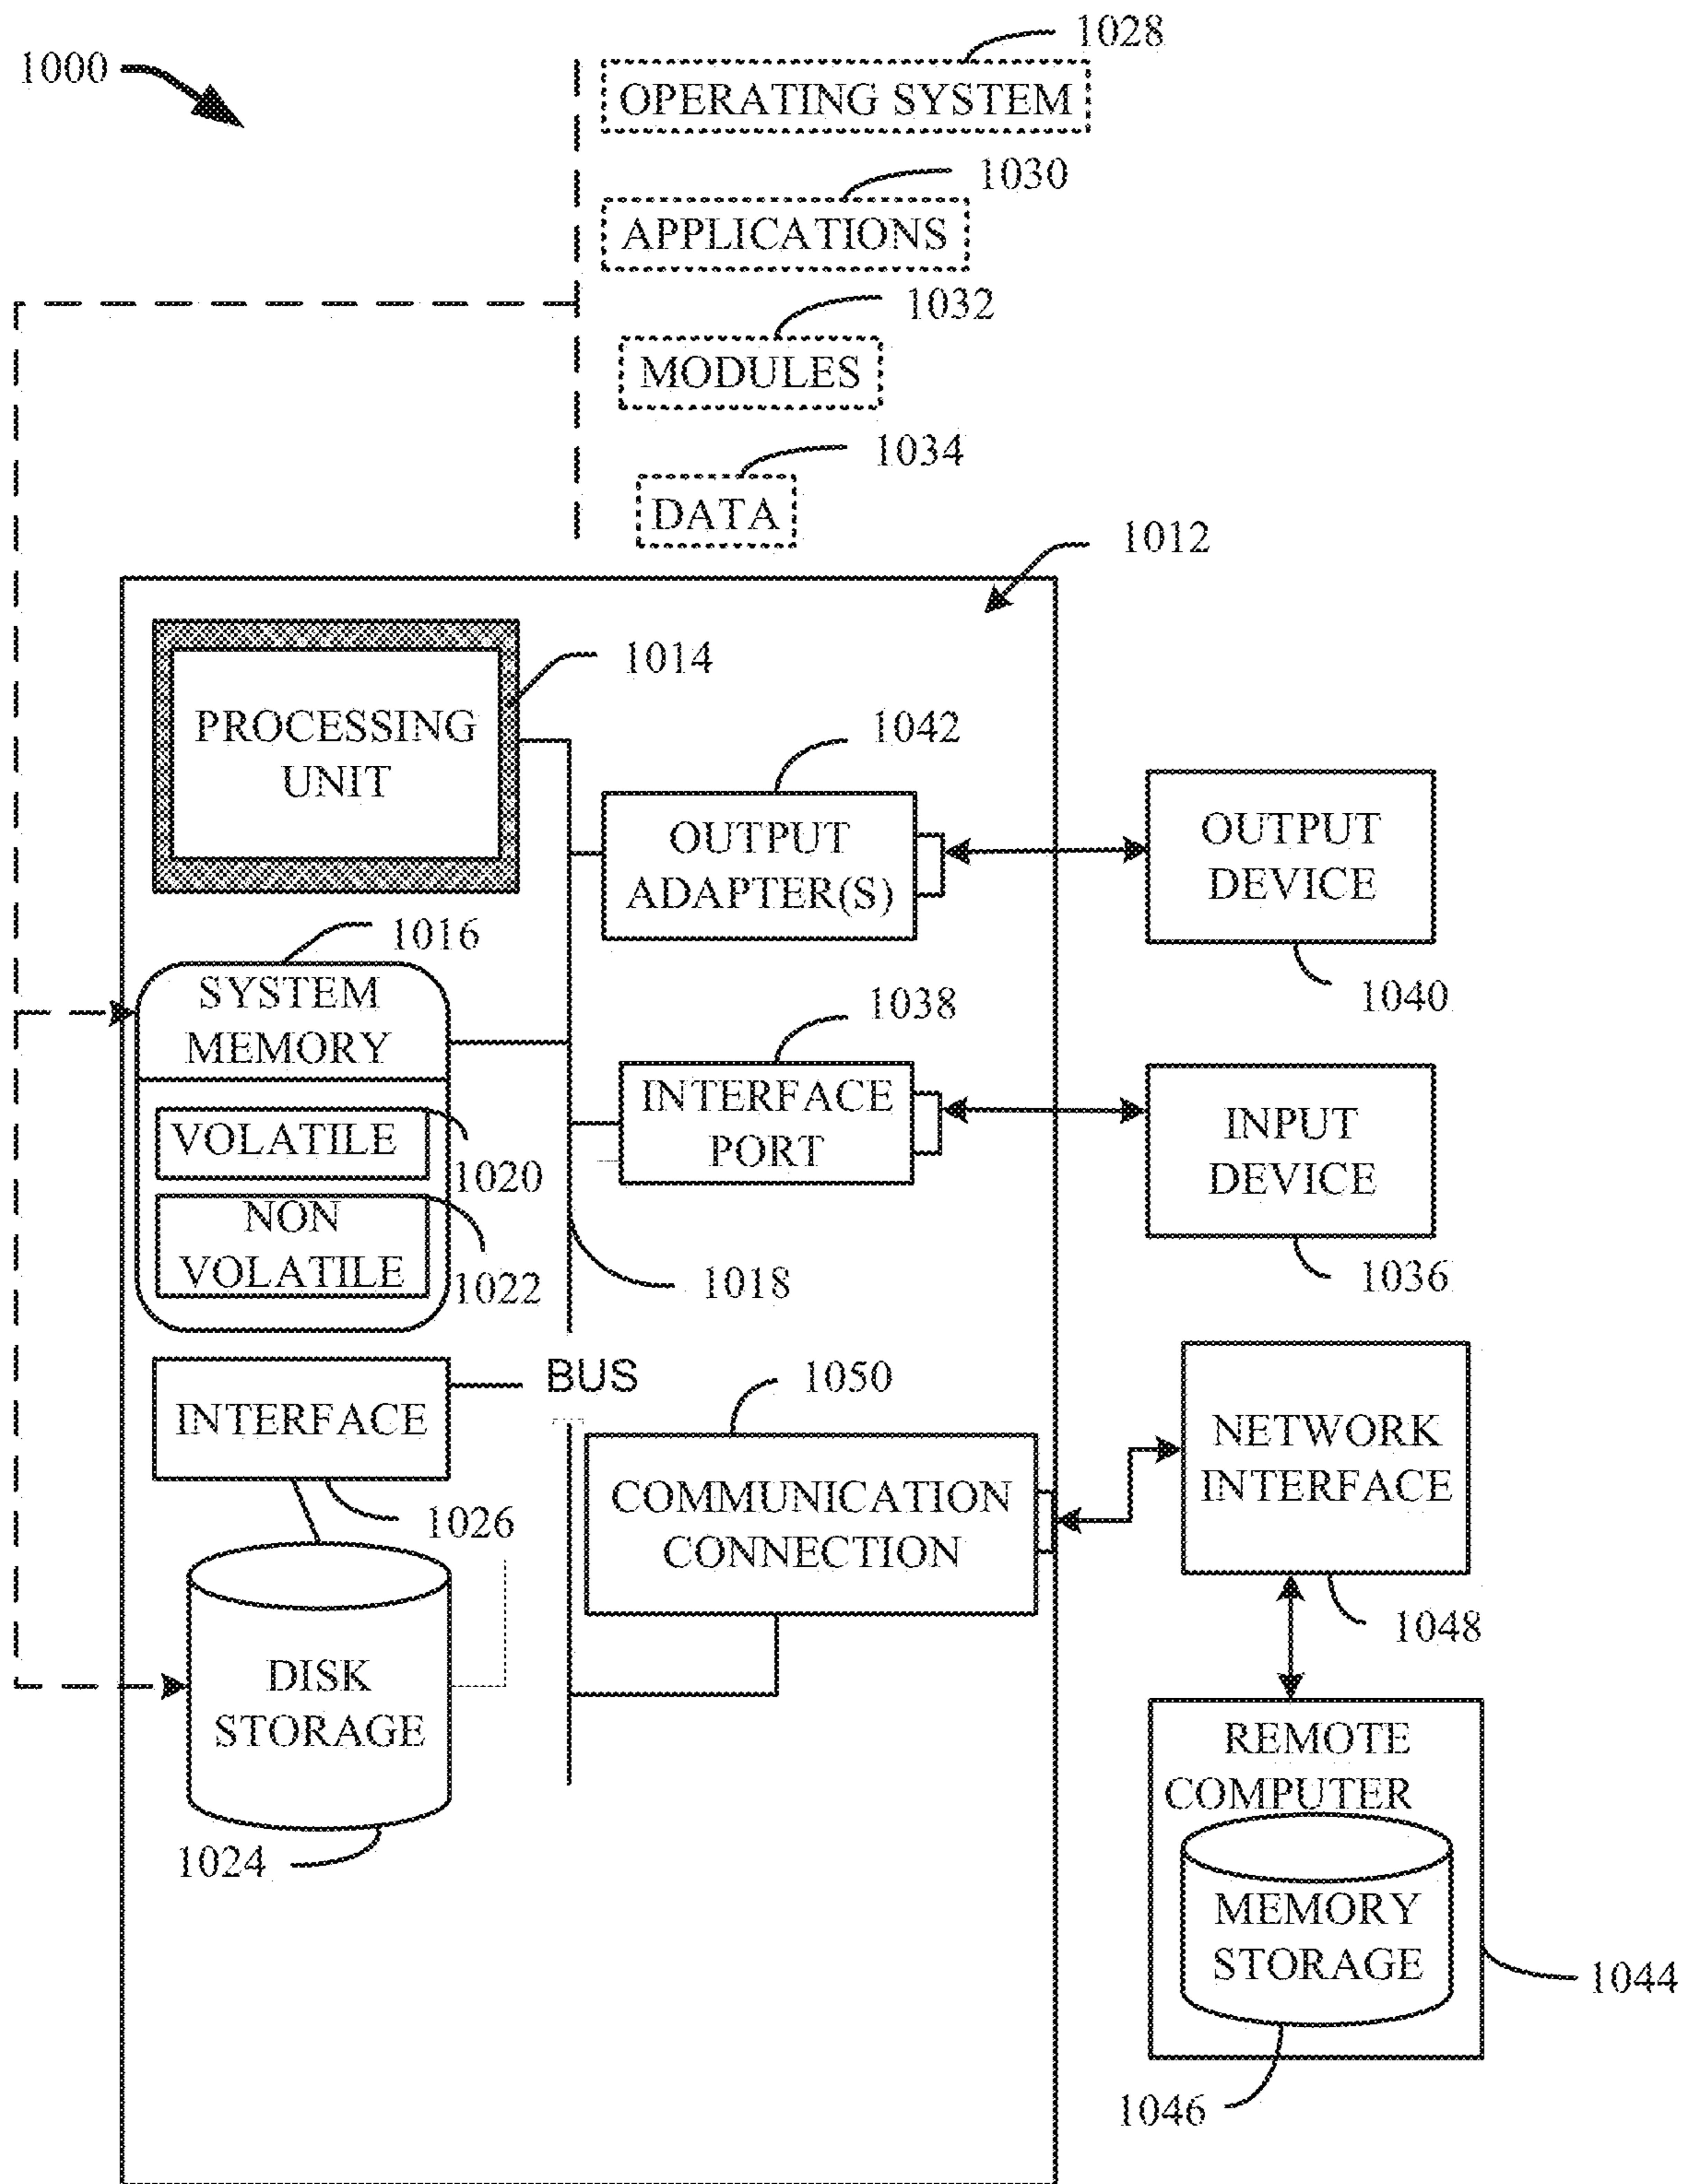 1000
1028
OPERATING SYSTEM
1030
APPLICATIONS
1032
MODULES
1034
DATA
1012
1014
PROCESSING
UNIT
1042
OUTPUT
ADAPTER(S)
OUTPUT
DEVICE
1040
1016
SYSTEM
MEMORY
1038
INTERFACE
PORT
INPUT
DEVICE
1036
VOLATILE
1020
NON
VOLATILE
1022
1018
INTERFACE
BUS
1050
1026
COMMUNICATION
CONNECTION
NETWORK
INTERFACE
1048
DISK
STORAGE
1024
REMOTE
COMPUTER
MEMORY
STORAGE
1044
1046